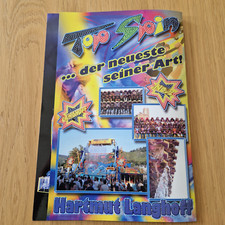 Top Spin
... der neueste
seiner Art!
Hartmut Langhoff